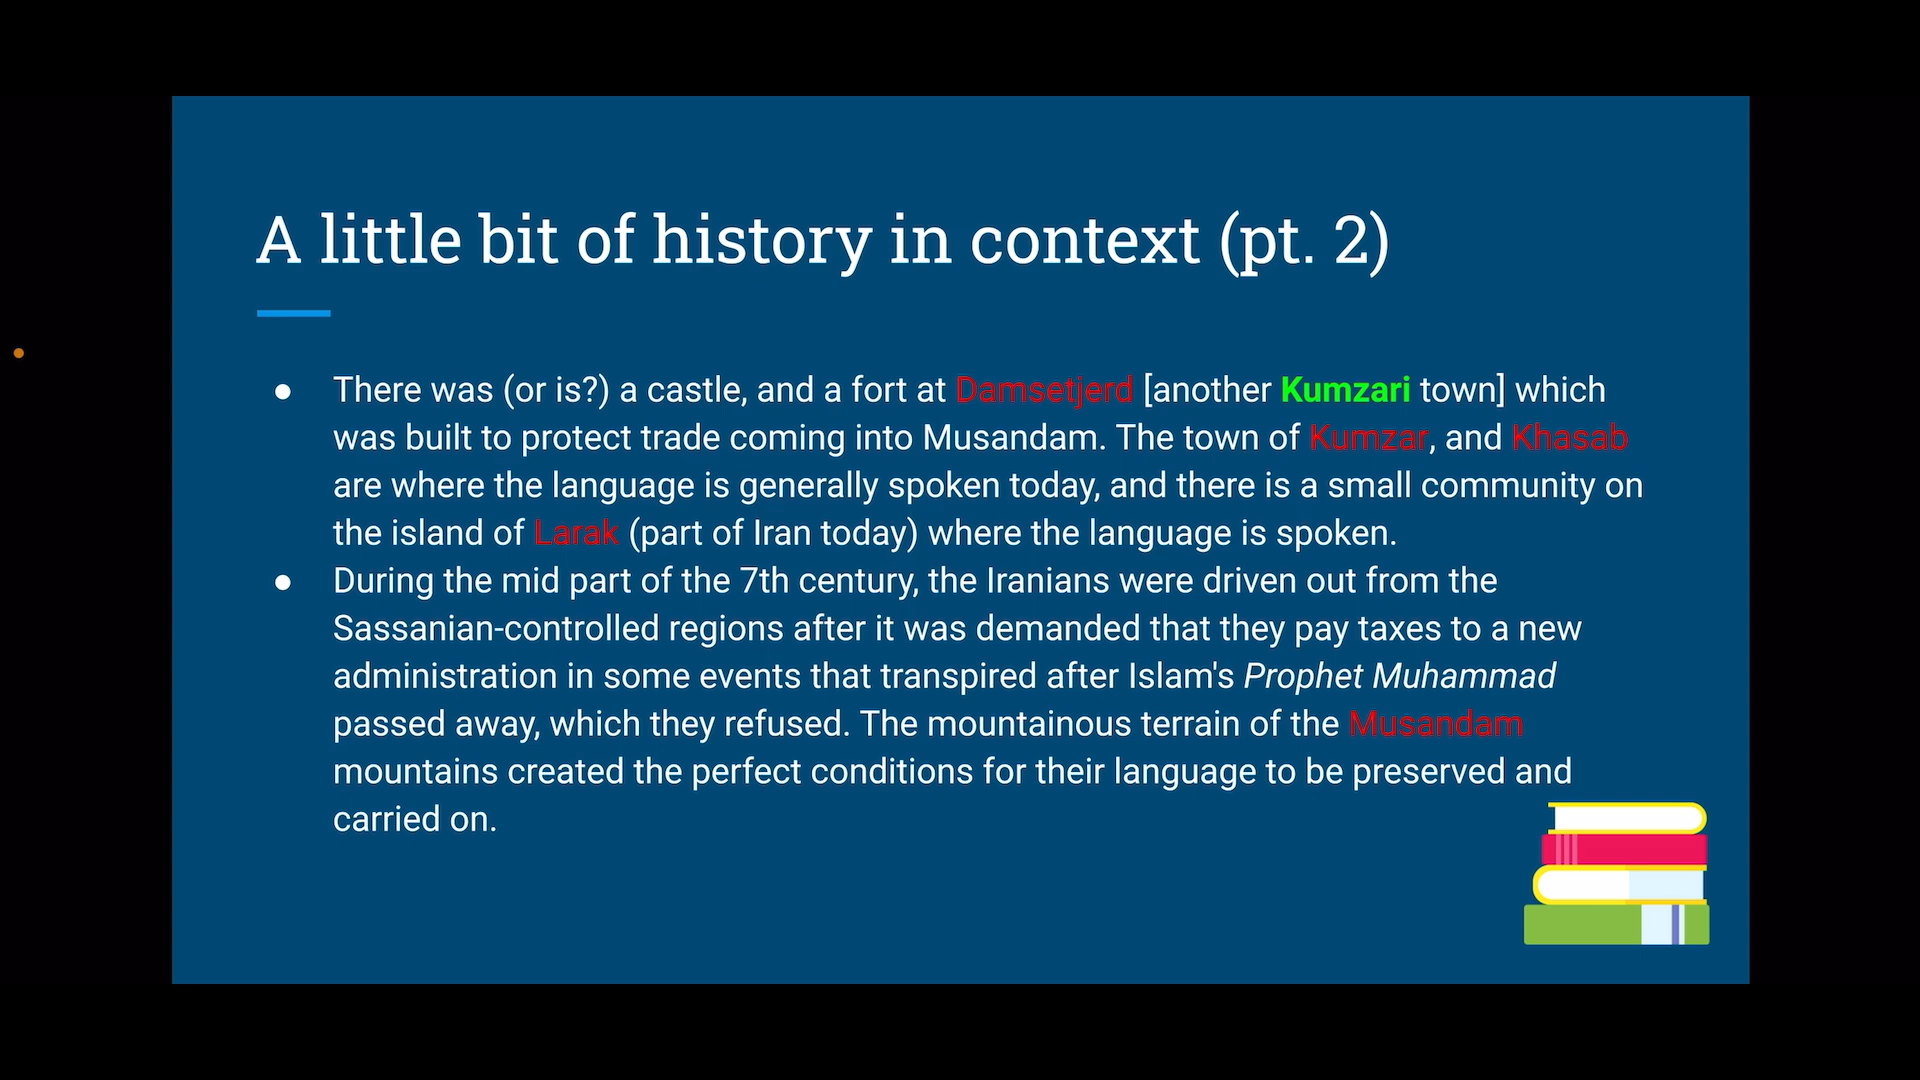 A little bit of history in context (pt. 2)
● There was (or is?) a castle, and a fort at Damsetjerd [another Kumzari town] which
was built to protect trade coming into Musandam. The town of Kumzar, and Khasab
are where the language is generally spoken today, and there is a small community on
the island of Larak (part of Iran today) where the language is spoken.
● During the mid part of the 7th century, the Iranians were driven out from the
Sassanian-controlled regions after it was demanded that they pay taxes to a new
administration in some events that transpired after Islam's Prophet Muhammad
passed away, which they refused. The mountainous terrain of the Musandam
mountains created the perfect conditions for their language to be preserved and
carried on.